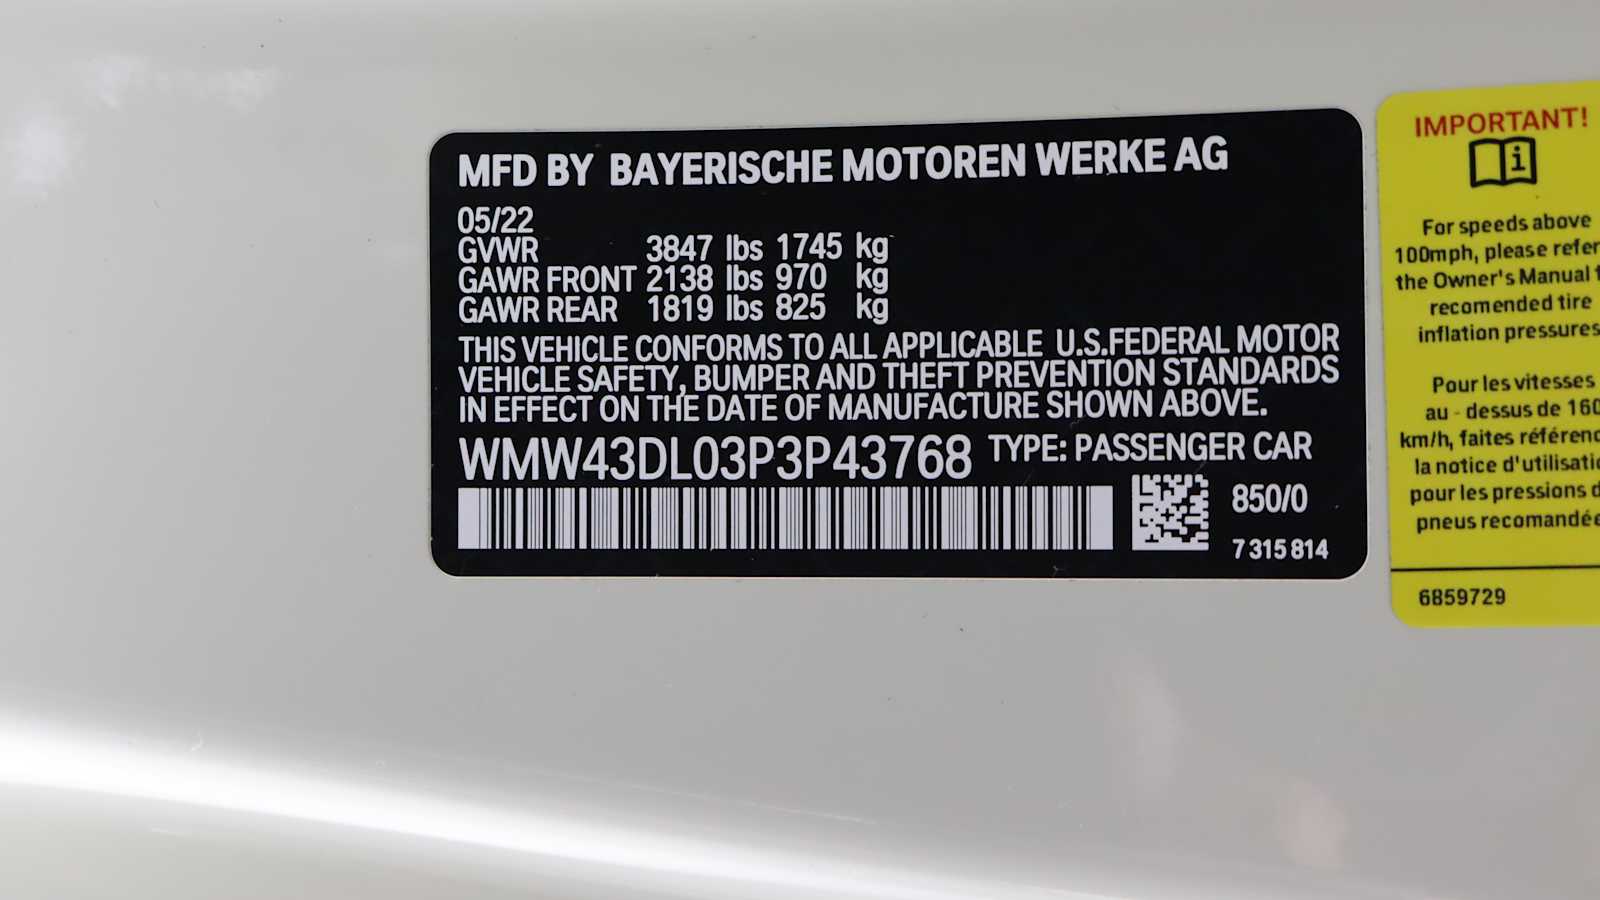 MFD BY BAYERISCHE MOTOREN WERKE AG
05/22
GVWR 3847 lbs 1745 kg
GAWR FRONT 2138 lbs 970 kg
GAWR REAR 1819 lbs 825 kg
THIS VEHICLE CONFORMS TO ALL APPLICABLE U.S.FEDERAL MOTOR
VEHICLE SAFETY, BUMPER AND THEFT PREVENTION STANDARDS
IN EFFECT ON THE DATE OF MANUFACTURE SHOWN ABOVE.
WMW43DL03P3P43768 TYPE: PASSENGER CAR
850/0
7 315 814
IMPORTANT!
i
For speeds above
100mph, please refer
the Owner's Manual
recomended tire
inflation pressures
Pour les vitesses
au - dessus de 160
km/h, faites
la notice
pour les pressions
pneus
6859729